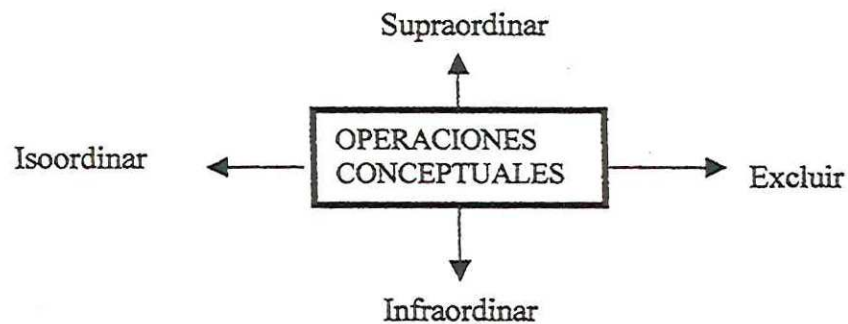 Supraordinar
OPERACIONES
CONCEPTUALES
Isoordinar
Excluir
Infraordinar